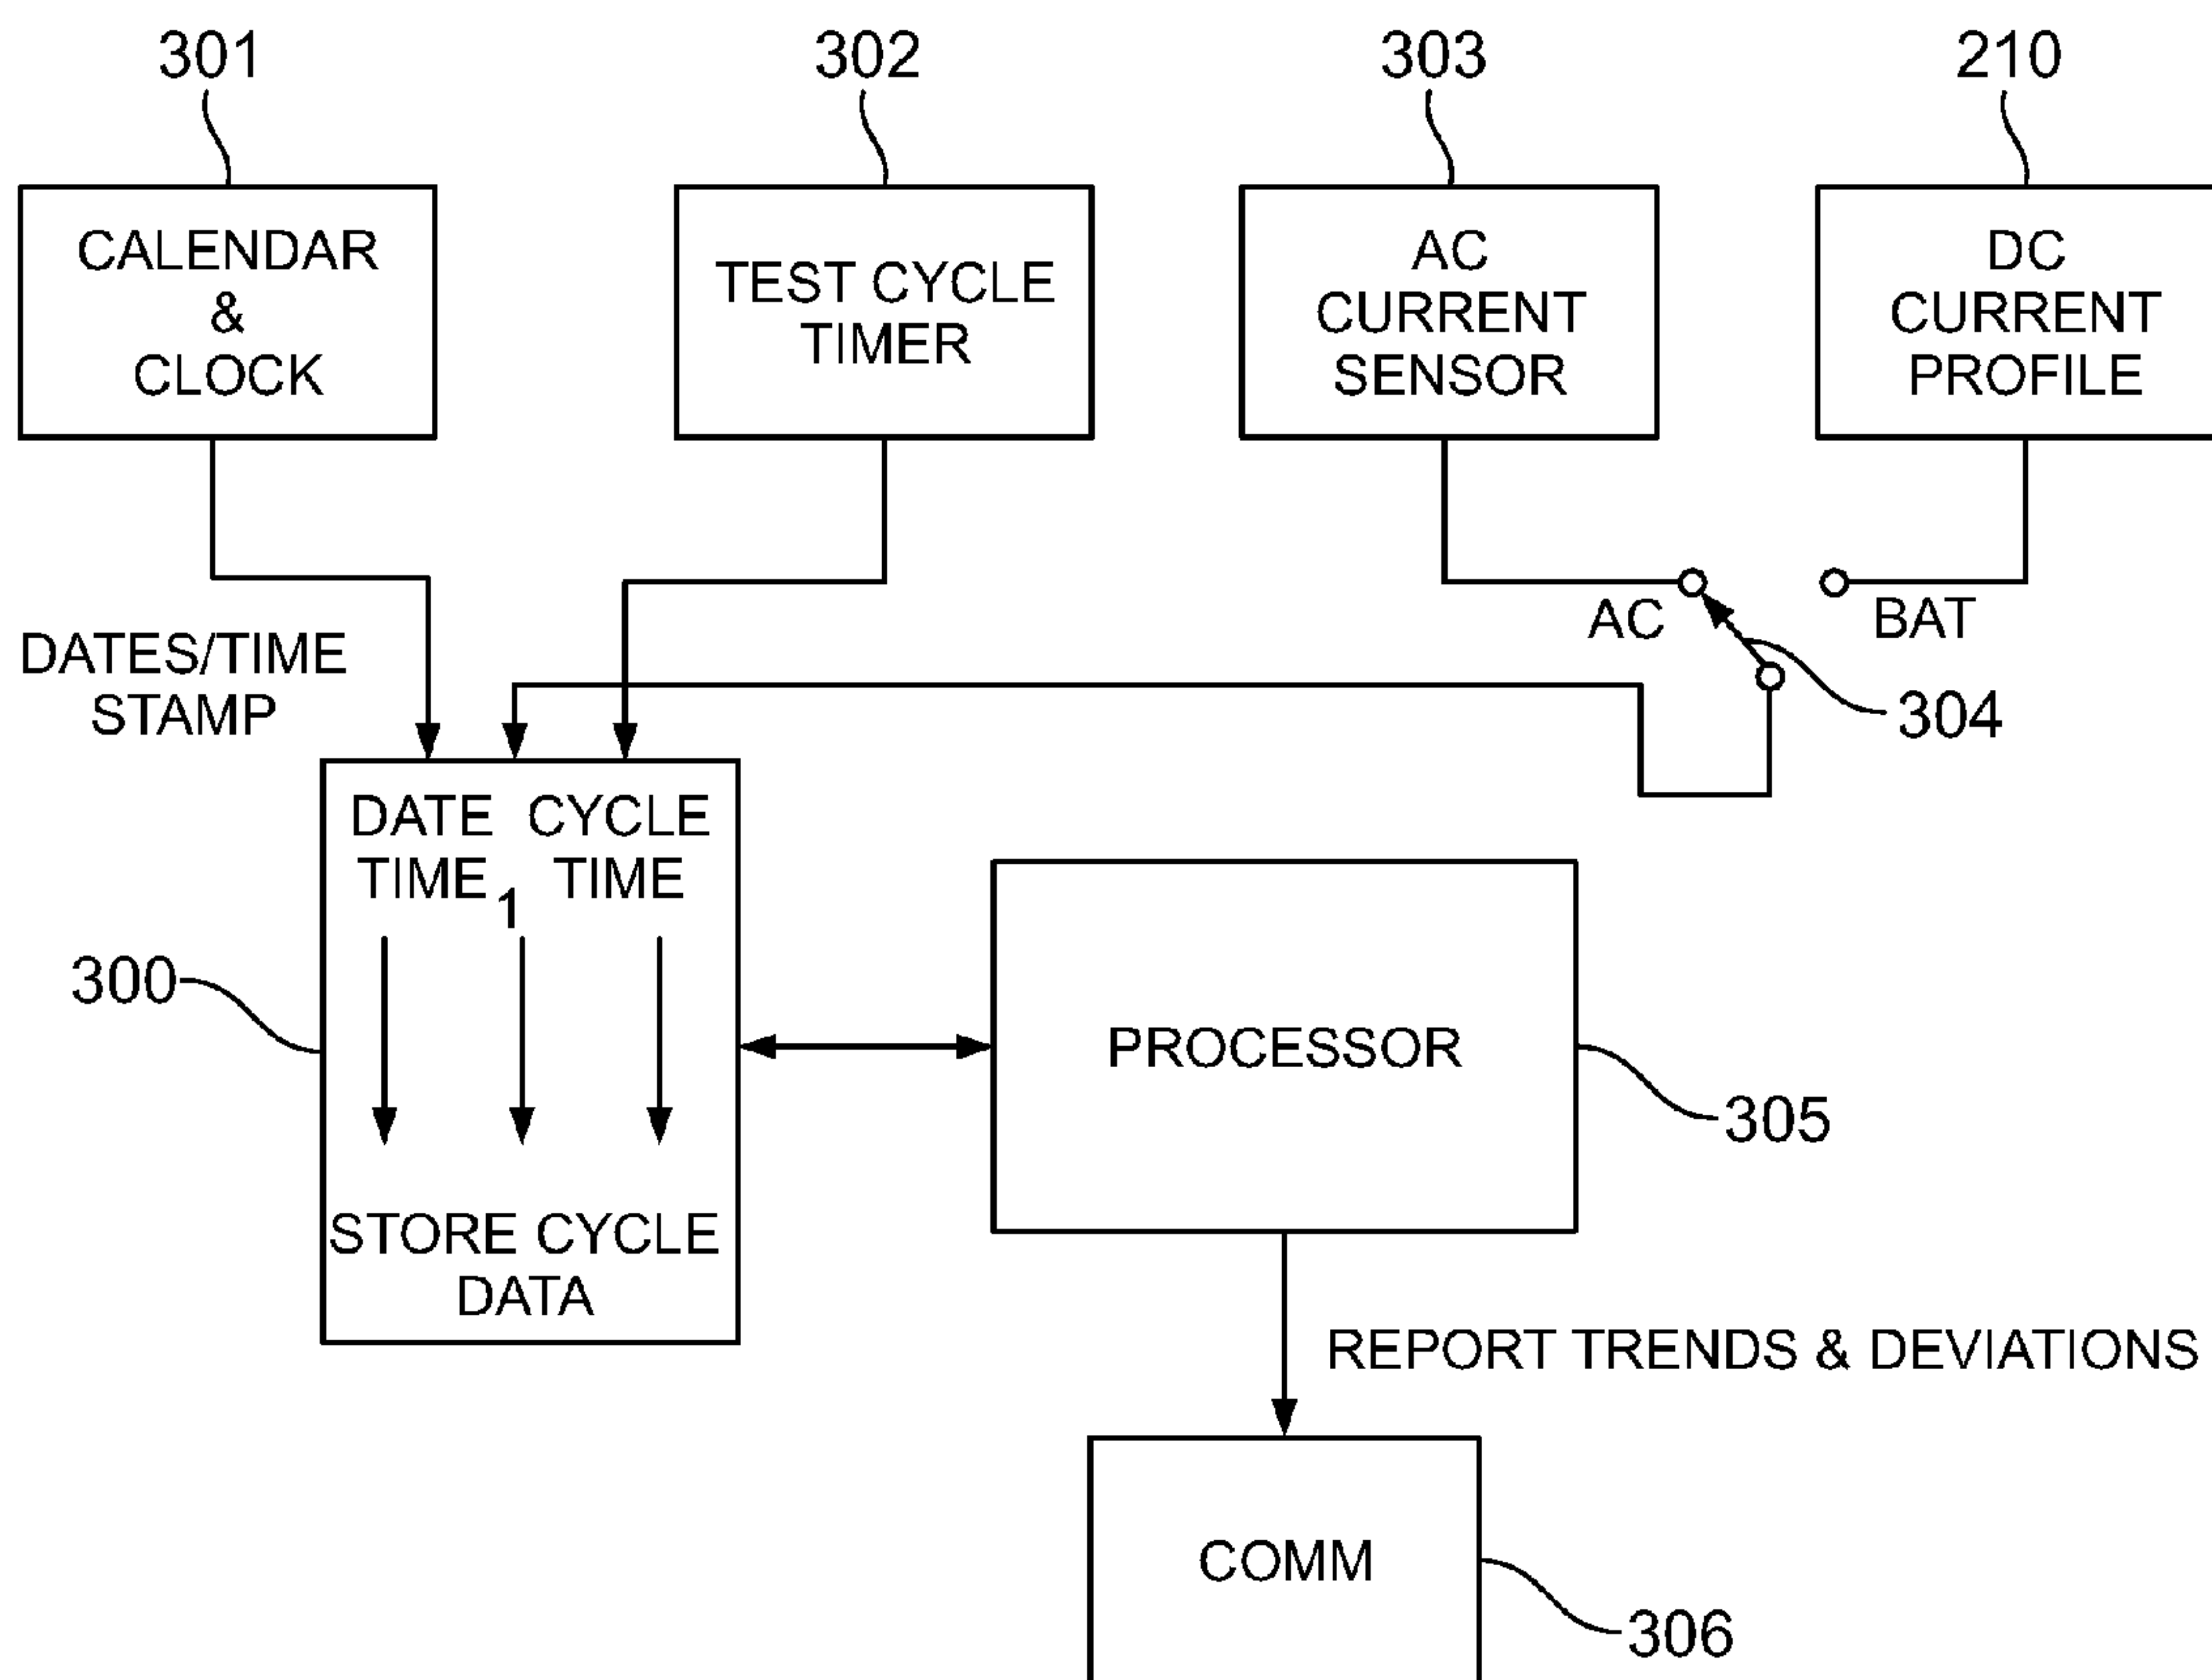 301
302
303
210
CALENDAR
&
CLOCK
TEST CYCLE
TIMER
AC
CURRENT
SENSOR
DC
CURRENT
PROFILE
AC
BAT
304
DATES/TIME
STAMP
DATE CYCLE
TIME 1 TIME
300
STORE CYCLE
DATA
PROCESSOR
305
REPORT TRENDS & DEVIATIONS
COMM
306